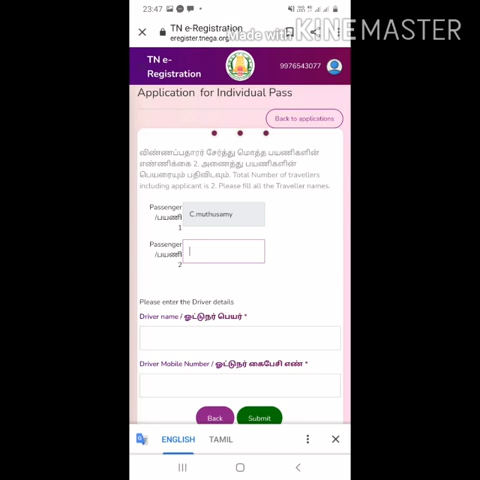 23:47
TN e-Registration
eregister.tnega.org
Made with KINEMASTER
TN e-
Registration
9976543077
Application for Individual Pass
Back to applications
விண்ணப்பதாரர் சேர்த்து மொத்த பயணிகளின்
எண்ணிக்கை 2. அனைத்து பயணிகளின்
பெயரையும் பதிவிடவும். Total Number of travellers
including applicant is 2. Please fill all the Traveller names.
Passenger
/பயணி
1
C.muthusamy
Passenger
/பயணி
2
Please enter the Driver details
Driver name / ஓட்டுநர் பெயர் *
Driver Mobile Number / ஓட்டுநர் கைபேசி எண் *
Back
Submit
ENGLISH
TAMIL